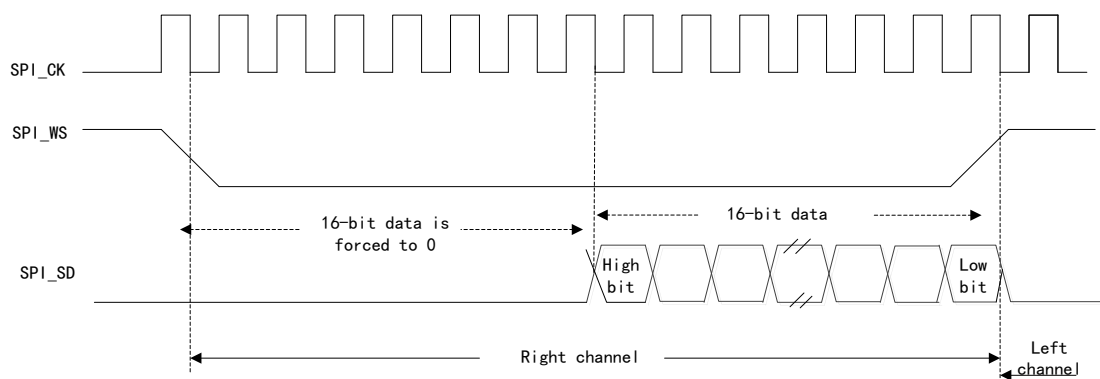 SPI_CK
SPI_WS
16-bit data is
forced to 0
16-bit data
SPI_SD
High
bit
Low
bit
Right channel
Left
channel